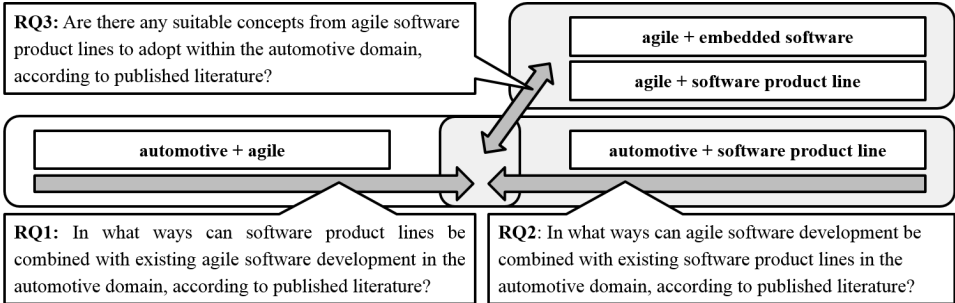 RQ3: Are there any suitable concepts from agile software
product lines to adopt within the automotive domain,
according to published literature?
agile + embedded software
agile + software product line
automotive + agile
automotive + software product line
RQ1: In what ways can software product lines be
combined with existing agile software development in the
automotive domain, according to published literature?
RQ2: In what ways can agile software development be
combined with existing software product lines in the
automotive domain, according to published literature?